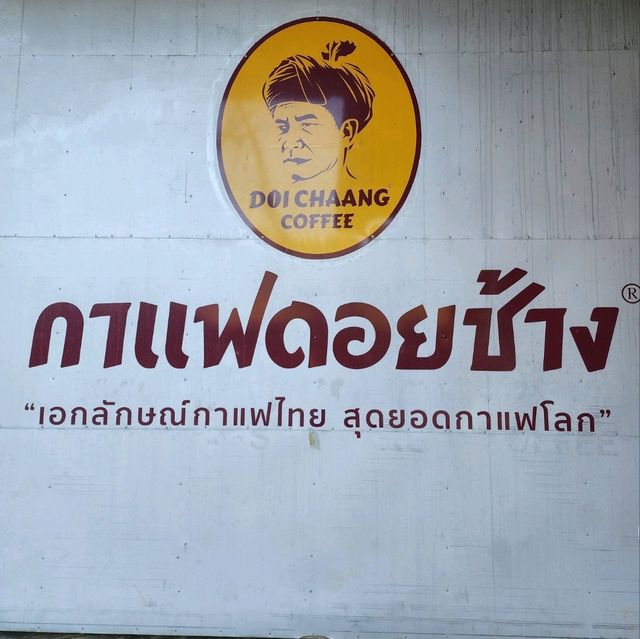 DOI CHAANG
COFFEE
กาแฟดอยช้าง®
“เอกลักษณ์กาแฟไทย สุดยอดกาแฟโลก”